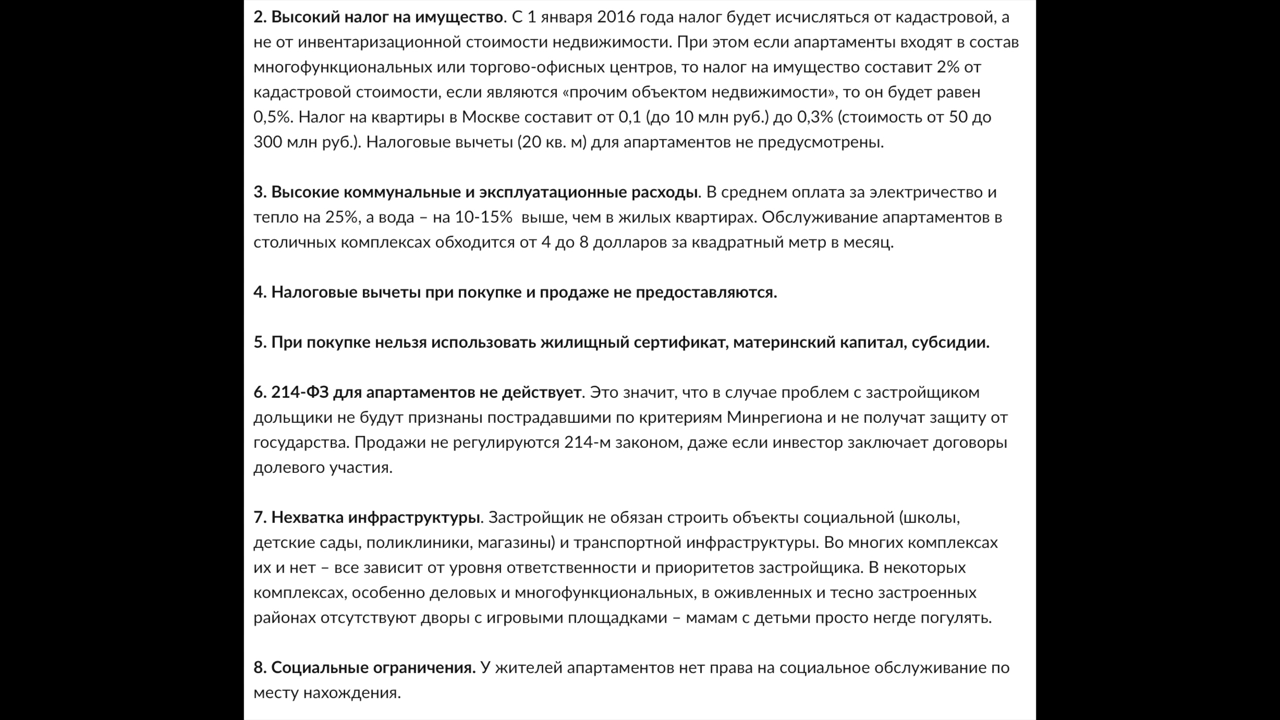 2. Высокий налог на имущество. С 1 января 2016 года налог будет исчисляться от кадастровой, а
не от инвентаризационной стоимости недвижимости. При этом если апартаменты входят в состав
многофункциональных или торгово-офисных центров, то налог на имущество составит 2% от
кадастровой стоимости, если являются «прочим объектом недвижимости», то он будет равен
0,5%. Налог на квартиры в Москве составит от 0,1 (до 10 млн руб.) до 0,3% (стоимость от 50 до
300 млн руб.). Налоговые вычеты (20 кв. м) для апартаментов не предусмотрены.
3. Высокие коммунальные и эксплуатационные расходы. В среднем оплата за электричество и
тепло на 25%, а вода – на 10-15% выше, чем в жилых квартирах. Обслуживание апартаментов в
столичных комплексах обходится от 4 до 8 долларов за квадратный метр в месяц.
4. Налоговые вычеты при покупке и продаже не предоставляются.
5. При покупке нельзя использовать жилищный сертификат, материнский капитал, субсидии.
6. 214-ФЗ для апартаментов не действует. Это значит, что в случае проблем с застройщиком
дольщики не будут признаны пострадавшими по критериям Минрегиона и не получат защиту от
государства. Продажи не регулируются 214-м законом, даже если инвестор заключает договоры
долевого участия.
7. Нехватка инфраструктуры. Застройщик не обязан строить объекты социальной (школы,
детские сады, поликлиники, магазины) и транспортной инфраструктуры. Во многих комплексах
их и нет – все зависит от уровня ответственности и приоритетов застройщика. В некоторых
комплексах, особенно деловых и многофункциональных, в оживленных и тесно застроенных
районах отсутствуют дворы с игровыми площадками – мамам с детьми просто негде погулять.
8. Социальные ограничения. У жителей апартаментов нет права на социальное обслуживание по
месту нахождения.